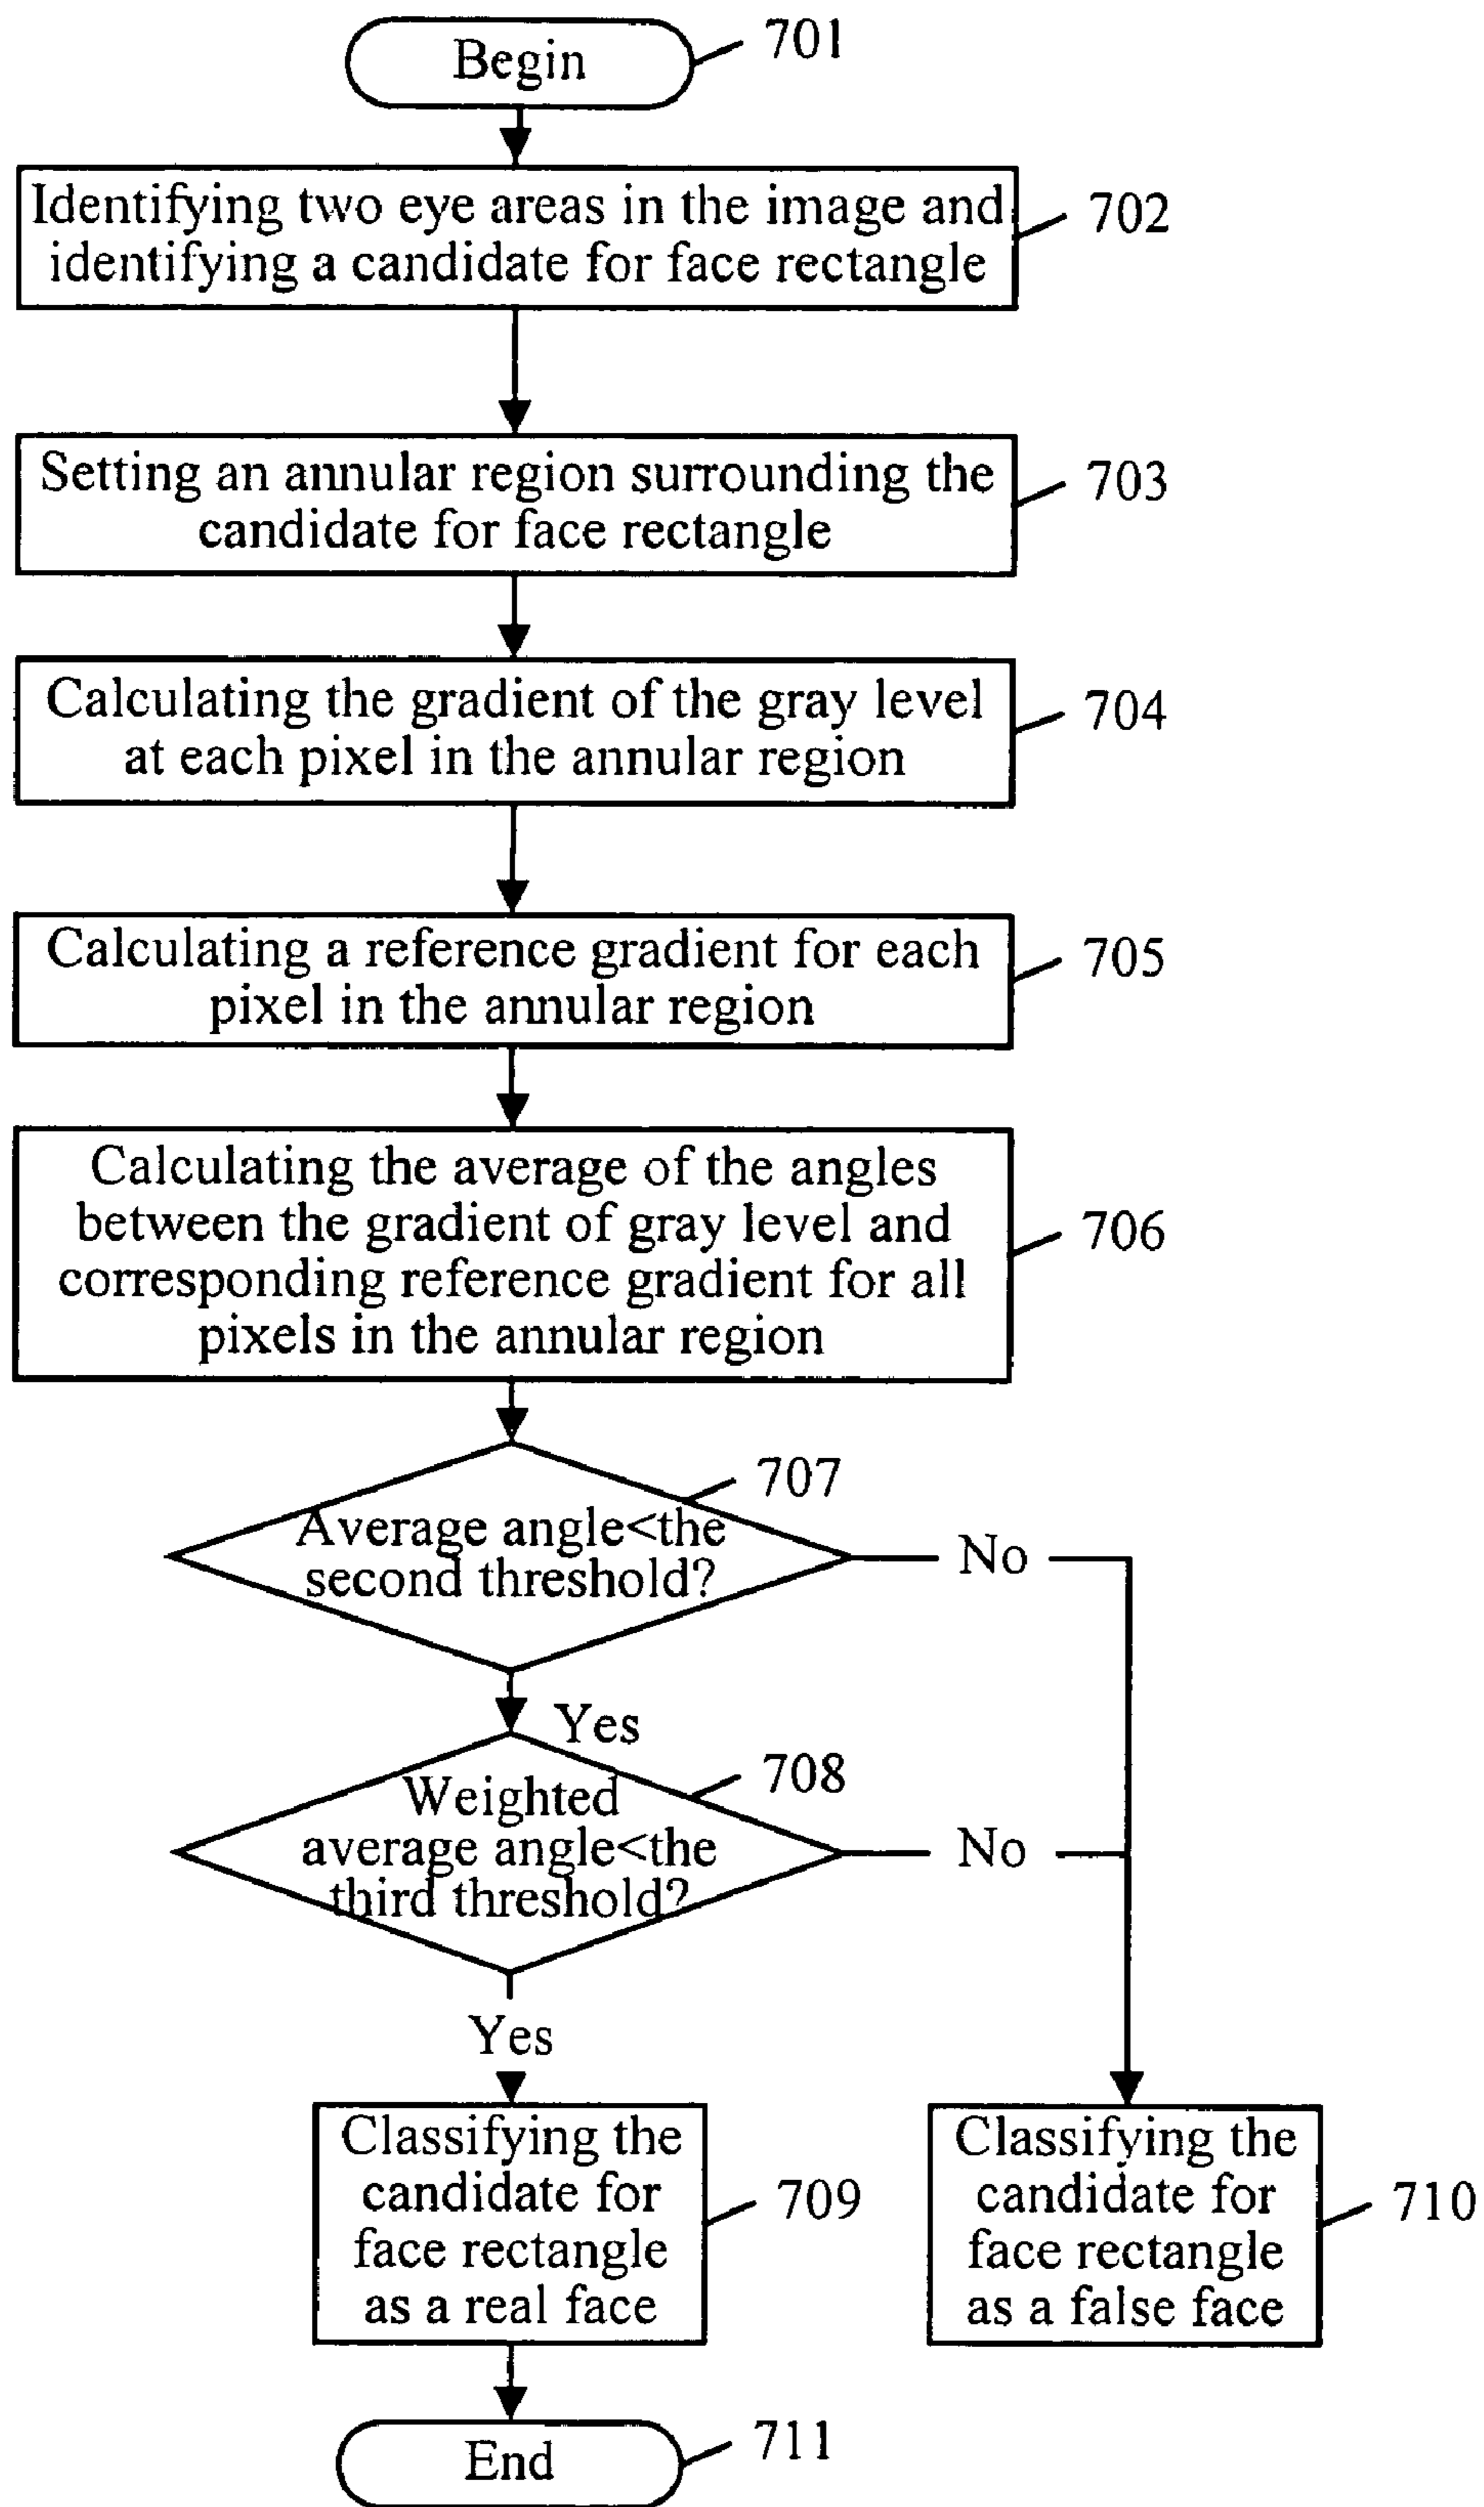 Begin
701
Identifying two eye areas in the image and
identifying a candidate for face rectangle
702
Setting an annular region surrounding the
candidate for face rectangle
703
Calculating the gradient of the gray level
at each pixel in the annular region
704
Calculating a reference gradient for each
pixel in the annular region
705
Calculating the average of the angles
between the gradient of gray level and
corresponding reference gradient for all
pixels in the annular region
706
707
Average angle<the
second threshold?
No
Yes
708
Weighted
average angle<the
third threshold?
No
Yes
Classifying the
candidate for
face rectangle
as a real face
709
Classifying the
candidate for
face rectangle
as a false face
710
End
711